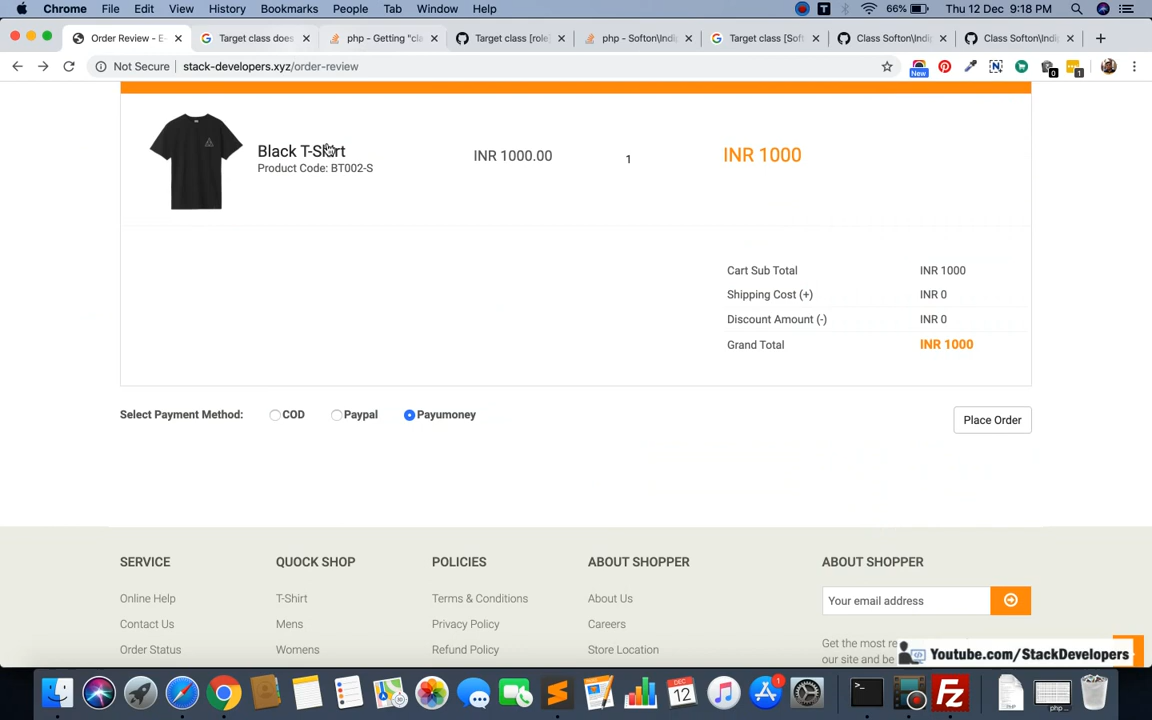 Chrome File Edit View History Bookmarks People Tab Window Help 66% Thu 12 Dec 9:18 PM
Order Review - E- Target class does php - Getting "cla Target class [role] php - Softon\Indi Target class [Soft Class Softon\Indi Class Softon\Indi
Not Secure stack-developers.xyz/order-review New 0 1
Black T-Shirt INR 1000.00 1 INR 1000
Product Code: BT002-S
Cart Sub Total INR 1000
Shipping Cost (+) INR 0
Discount Amount (-) INR 0
Grand Total INR 1000
Select Payment Method: COD Paypal Payumoney Place Order
SERVICE QUOCK SHOP POLICIES ABOUT SHOPPER ABOUT SHOPPER
Online Help T-Shirt Terms & Conditions About Us Your email address
Contact Us Mens Privacy Policy Careers
Order Status Womens Refund Policy Store Location
Get the most re
our site and be
Youtube.com/StackDevelopers